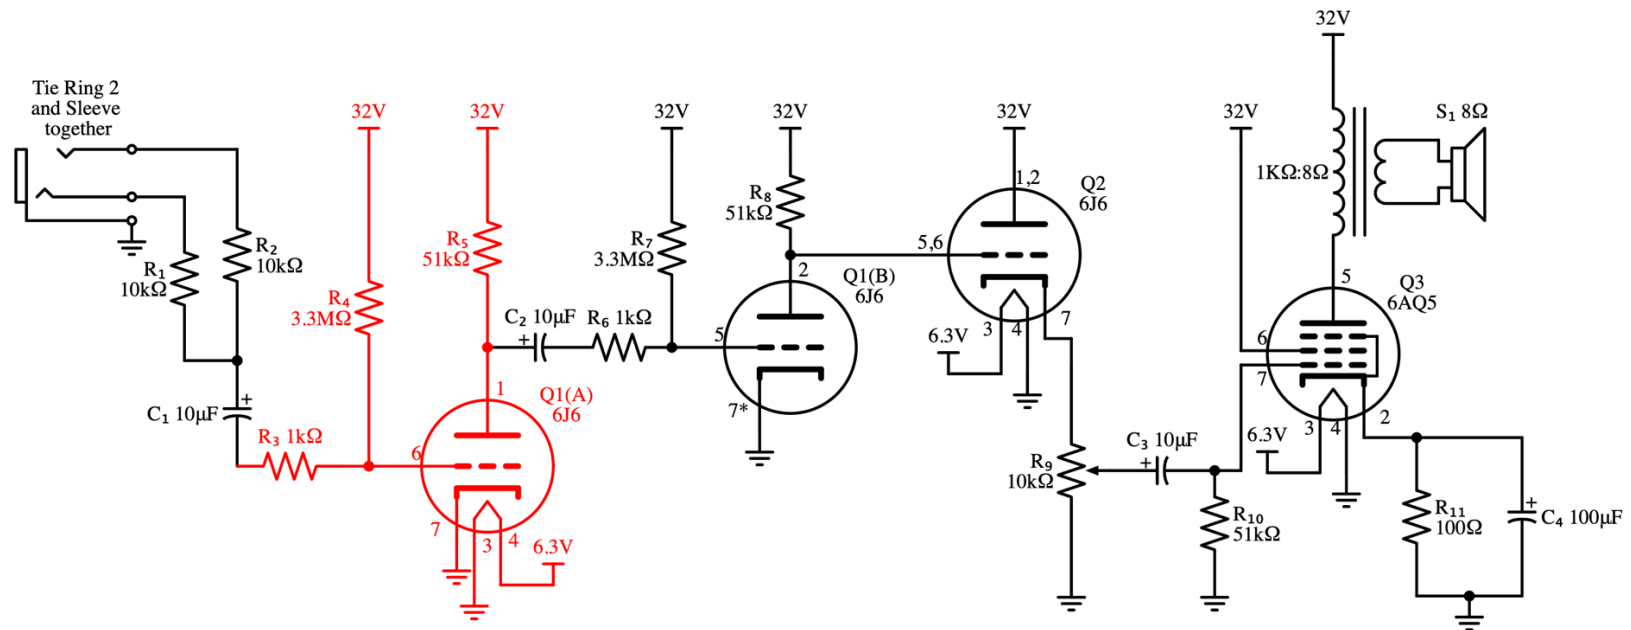 Tie Ring 2
and Sleeve
together
R₁
10kΩ
R₂
10kΩ
C₁ 10µF
+
R₃ 1kΩ
32V
R₄
3.3MΩ
32V
R₅
51kΩ
6
1
Q1(A)
6J6
7
3
4
6.3V
C₂ 10µF
+
R₆ 1kΩ
32V
R₇
3.3MΩ
32V
R₈
51kΩ
2
5
Q1(B)
6J6
7*
32V
1,2
Q2
6J6
5,6
3
4
7
6.3V
R₉
10kΩ
C₃ 10µF
+
R₁₀
51kΩ
32V
32V
1KΩ:8Ω
S₁ 8Ω
5
Q3
6AQ5
6
7
6.3V
3
4
2
R₁₁
100Ω
+
C₄ 100µF